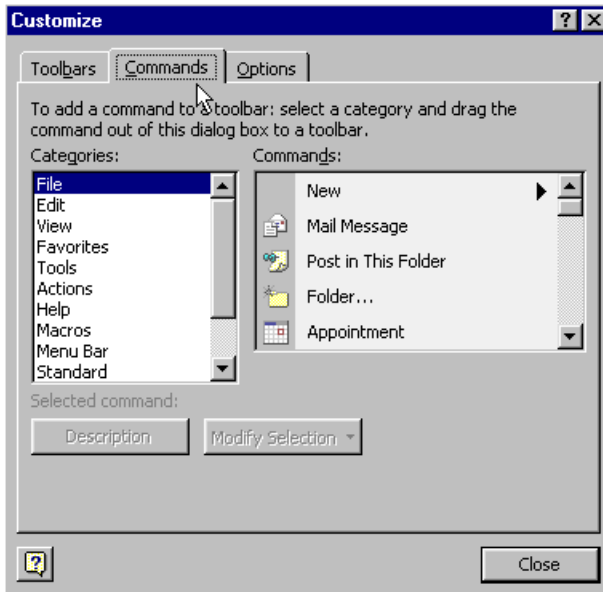 Customize
Toolbars Commands Options
To add a command to a toolbar: select a category and drag the
command out of this dialog box to a toolbar.
Categories: Commands:
File
Edit
View
Favorites
Tools
Actions
Help
Macros
Menu Bar
Standard
New
Mail Message
Post in This Folder
Folder...
Appointment
Selected command:
Description Modify Selection
Close